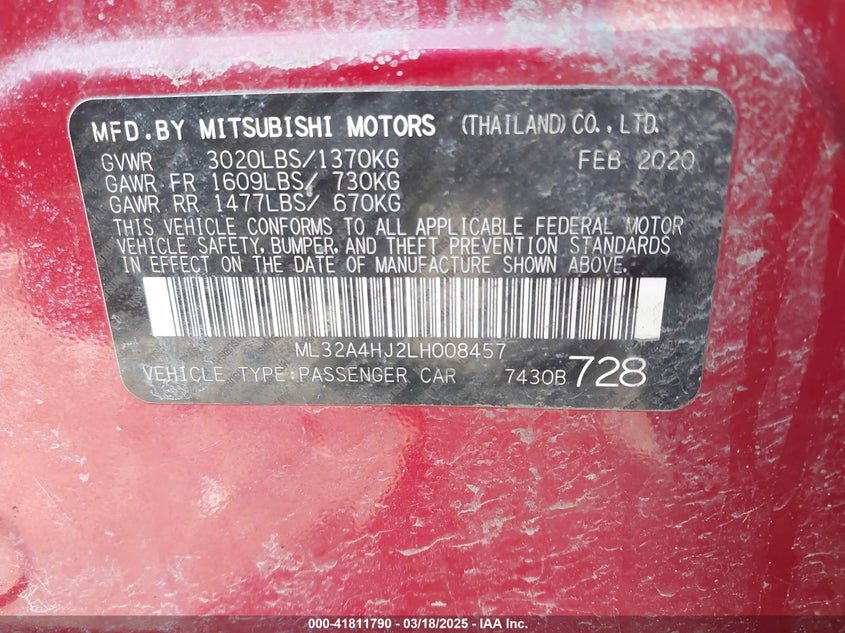 MFD.BY MITSUBISHI MOTORS (THAILAND) CO.,LTD.
GVWR 3020LBS/1370KG FEB 2020
GAWR FR 1609LBS/ 730KG
GAWR RR 1477LBS/ 670KG
THIS VEHICLE CONFORMS TO ALL APPLICABLE FEDERAL MOTOR
VEHICLE SAFETY, BUMPER, AND THEFT PREVENTION STANDARDS
IN EFFECT ON THE DATE OF MANUFACTURE SHOWN ABOVE.
ML32A4HJ2LH008457
VEHICLE TYPE:PASSENGER CAR 7430B 728
000-41811790 — 03/18/2025 — IAA Inc.